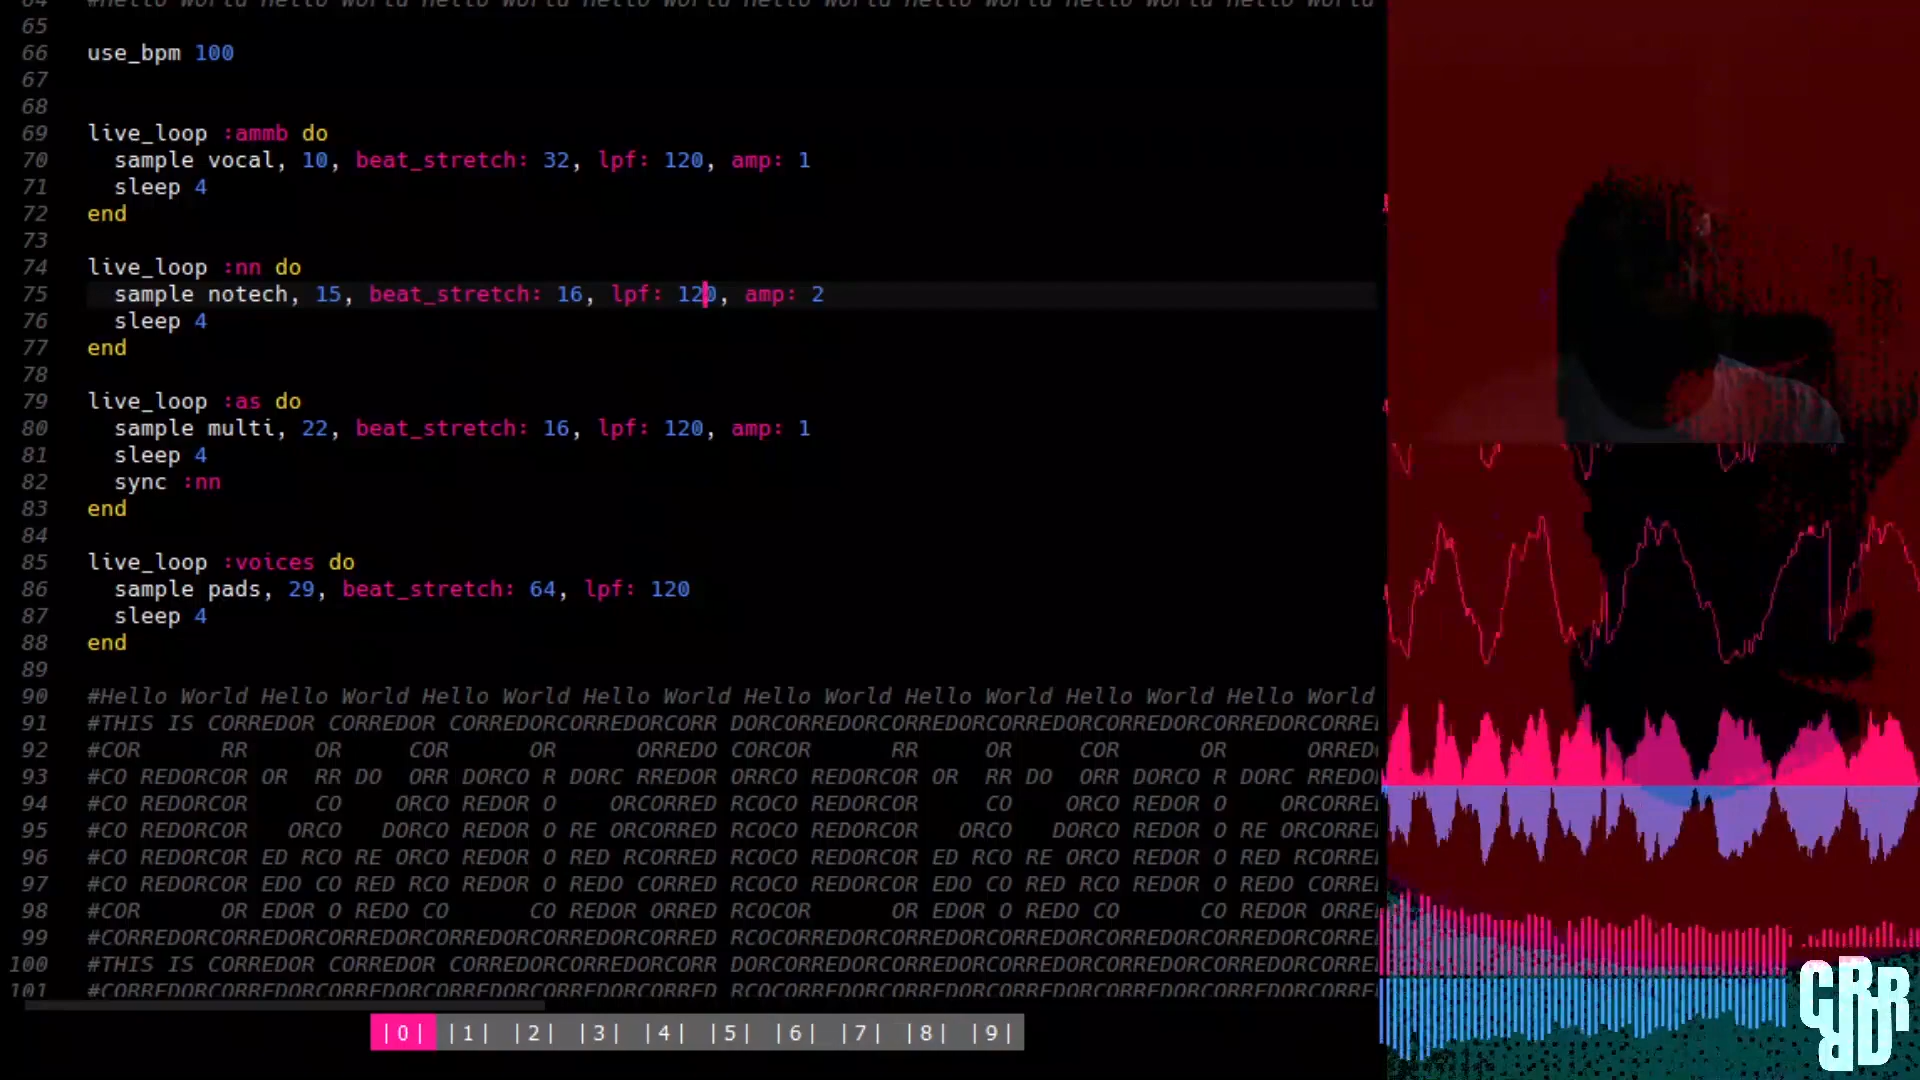 65
66 use_bpm 100
67
68
69 live_loop :ammb do
70   sample vocal, 10, beat_stretch: 32, lpf: 120, amp: 1
71   sleep 4
72 end
73
74 live_loop :nn do
75   sample notech, 15, beat_stretch: 16, lpf: 120, amp: 2
76   sleep 4
77 end
78
79 live_loop :as do
80   sample multi, 22, beat_stretch: 16, lpf: 120, amp: 1
81   sleep 4
82   sync :nn
83 end
84
85 live_loop :voices do
86   sample pads, 29, beat_stretch: 64, lpf: 120
87   sleep 4
88 end
89
90 #Hello World Hello World Hello World Hello World Hello World Hello World Hello World Hello World
91 #THIS IS CORREDOR CORREDOR CORREDORCORREDORCORR DORCORREDORCORREDORCORREDORCORREDORCORREDORCORRE
92 #COR      RR     OR     COR      OR      ORREDO CORCOR      RR     OR     COR      OR      ORRED
93 #CO REDORCOR OR  RR DO  ORR DORCO R DORC RREDOR ORRCO REDORCOR OR  RR DO  ORR DORCO R DORC RREDO
94 #CO REDORCOR     CO    ORCO REDOR O    ORCORRED RCOCO REDORCOR     CO    ORCO REDOR O    ORCORRE
95 #CO REDORCOR   ORCO   DORCO REDOR O RE ORCORRED RCOCO REDORCOR   ORCO   DORCO REDOR O RE ORCORRE
96 #CO REDORCOR ED RCO RE ORCO REDOR O RED RCORRED RCOCO REDORCOR ED RCO RE ORCO REDOR O RED RCORRE
97 #CO REDORCOR EDO CO RED RCO REDOR O REDO CORRED RCOCO REDORCOR EDO CO RED RCO REDOR O REDO CORRE
98 #COR      OR EDOR O REDO CO      CO REDOR ORRED RCOCOR      OR EDOR O REDO CO      CO REDOR ORRE
99 #CORREDORCORREDORCORREDORCORREDORCORREDORCORRED RCOCORREDORCORREDORCORREDORCORREDORCORREDORCORRE
100 #THIS IS CORREDOR CORREDOR CORREDORCORREDORCORR DORCORREDORCORREDORCORREDORCORREDORCORREDORCORRE
101 #CORREDORCORREDORCORREDORCORREDORCORREDORCORRED RCOCORREDORCORREDORCORREDORCORREDORCORREDORCORRE
|0| |1| |2| |3| |4| |5| |6| |7| |8| |9|